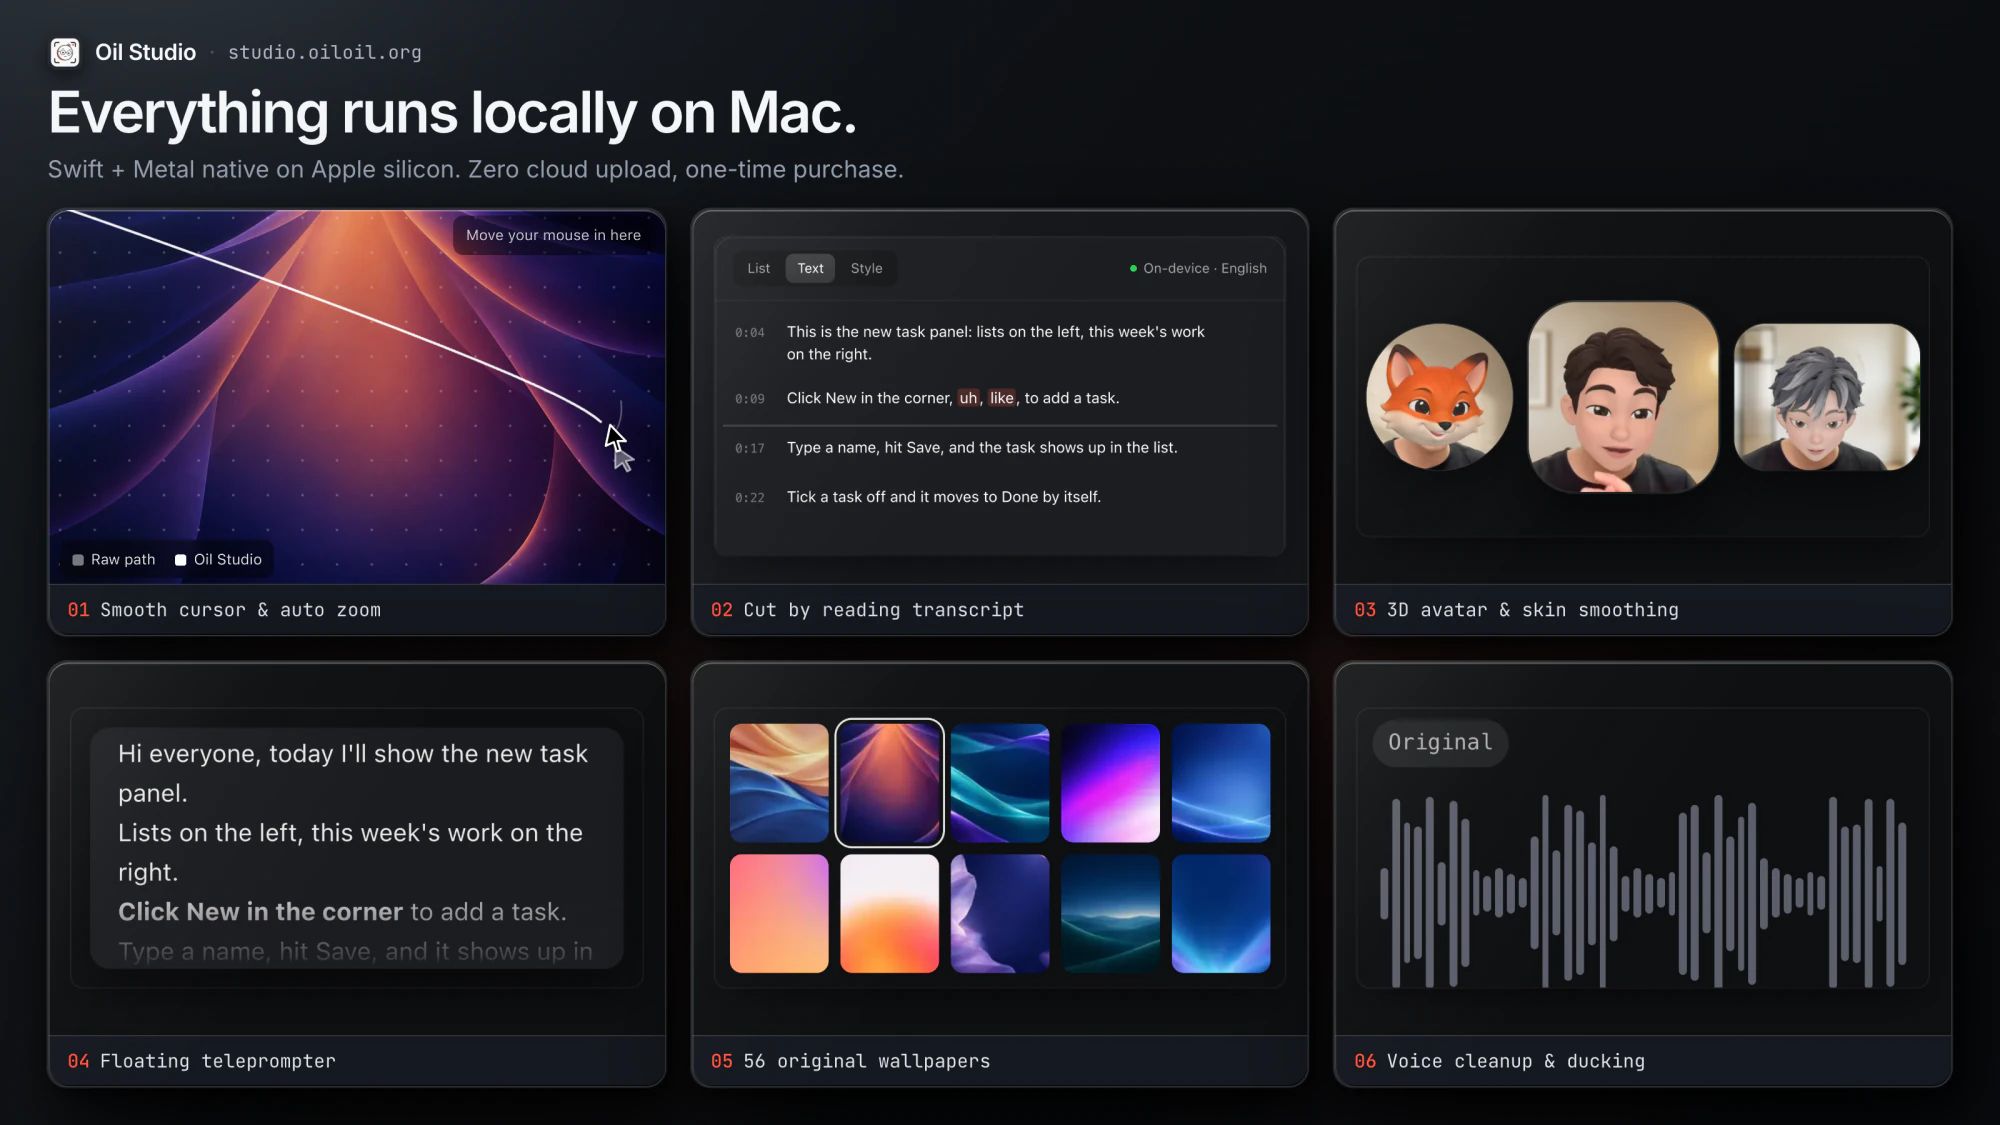 Oil Studio · studio.oiloil.org
Everything runs locally on Mac.
Swift + Metal native on Apple silicon. Zero cloud upload, one-time purchase.
Move your mouse in here
Raw path Oil Studio
01 Smooth cursor & auto zoom
List Text Style On-device · English
0:04 This is the new task panel: lists on the left, this week's work
on the right.
0:09 Click New in the corner, uh, like, to add a task.
0:17 Type a name, hit Save, and the task shows up in the list.
0:22 Tick a task off and it moves to Done by itself.
02 Cut by reading transcript
03 3D avatar & skin smoothing
Hi everyone, today I'll show the new task
panel.
Lists on the left, this week's work on the
right.
Click New in the corner to add a task.
Type a name, hit Save, and it shows up in
04 Floating teleprompter
05 56 original wallpapers
Original
06 Voice cleanup & ducking